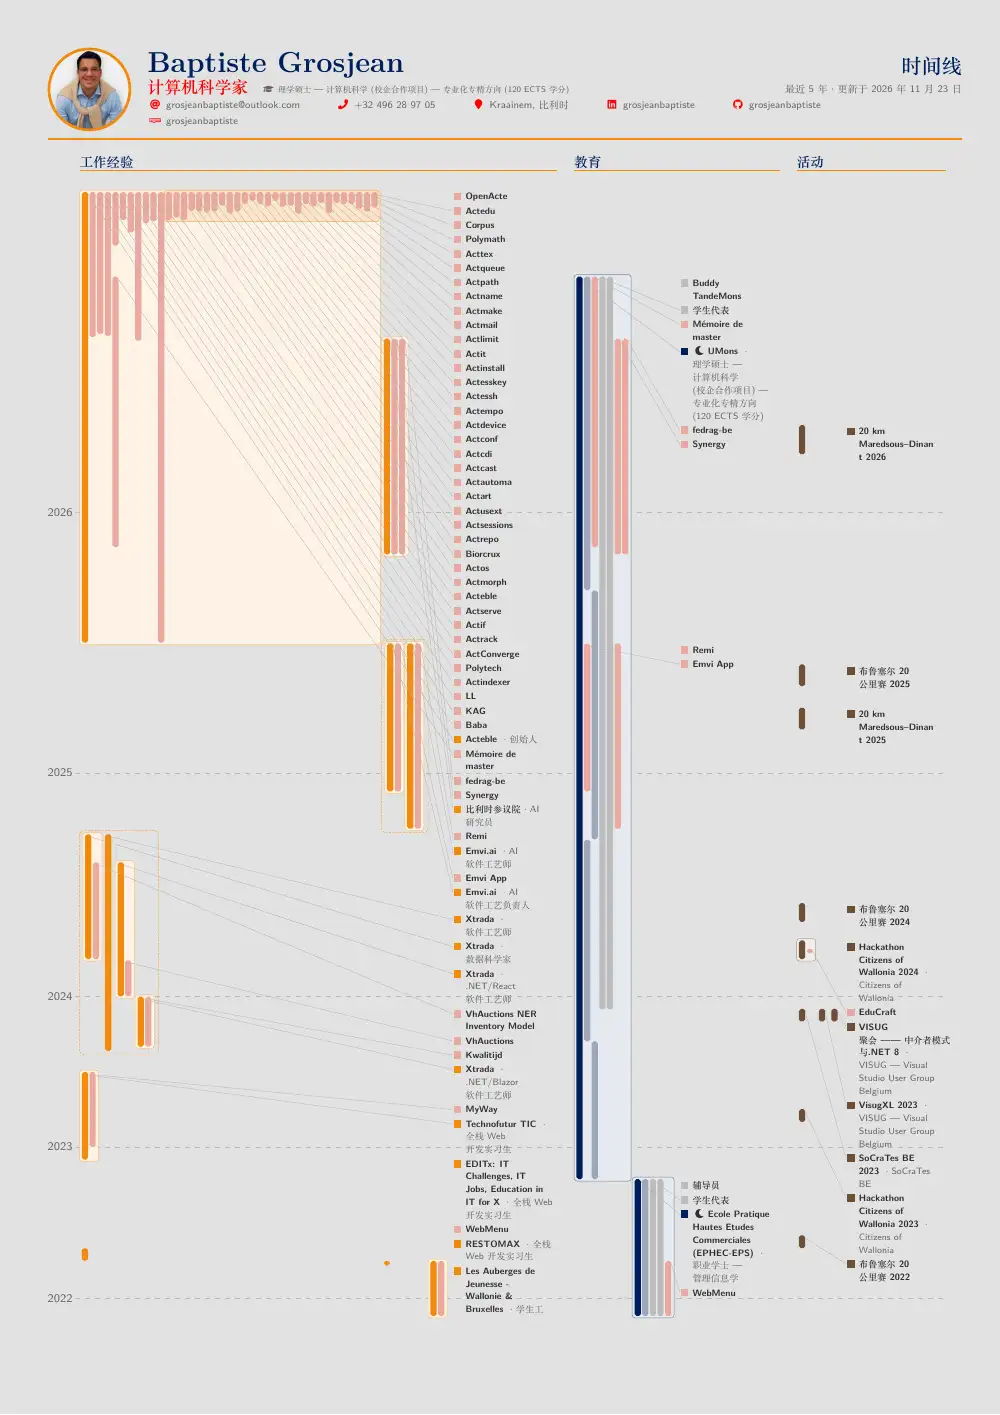 Baptiste Grosjean
时间线
计算机科学家
理学硕士 — 计算机科学 (校企合作项目) — 专业化专精方向 (120 ECTS 学分)
最近 5 年 · 更新于 2026 年 11 月 23 日
grosjeanbaptiste@outlook.com
+32 496 28 97 05
Kraainem, 比利时
grosjeanbaptiste
grosjeanbaptiste
grosjeanbaptiste
工作经验
教育
活动
OpenActe
Actedu
Corpus
Polymath
Acttex
Actqueue
Actpath
Actname
Actmake
Actmail
Actlimit
Actit
Actinstall
Actesskey
Actessh
Actempo
Actdevice
Actconf
Actcdi
Actcast
Actautoma
Actart
Actusext
Actsessions
Actrepo
Biorcrux
Actos
Actmorph
Acteble
Actserve
Actif
Actrack
ActConverge
Polytech
Actindexer
LL
KAG
Baba
Acteble · 创始人
Mémoire de
master
fedrag-be
Synergy
比利时参议院 · AI
研究员
Remi
Emvi.ai · AI
软件工艺师
Emvi App
Emvi.ai · AI
软件工艺负责人
Xtrada ·
软件工艺师
Xtrada ·
数据科学家
Xtrada ·
.NET/React
软件工艺师
VhAuctions NER
Inventory Model
VhAuctions
Kwalitijd
Xtrada ·
.NET/Blazor
软件工艺师
MyWay
Technofutur TIC ·
全栈 Web
开发实习生
EDITx: IT
Challenges, IT
Jobs, Education in
IT for X · 全栈 Web
开发实习生
WebMenu
RESTOMAX · 全栈
Web 开发实习生
Les Auberges de
Jeunesse -
Wallonie &
Bruxelles · 学生工
Buddy
TandeMons
学生代表
Mémoire de
master
UMons ·
理学硕士 —
计算机科学
(校企合作项目) —
专业化专精方向
(120 ECTS 学分)
fedrag-be
Synergy
Remi
Emvi App
辅导员
学生代表
Ecole Pratique
Hautes Etudes
Commerciales
(EPHEC-EPS) ·
职业学士 —
管理信息学
WebMenu
20 km
Maredsous–Dinan
t 2026
布鲁塞尔 20
公里赛 2025
20 km
Maredsous–Dinan
t 2025
布鲁塞尔 20
公里赛 2024
Hackathon
Citizens of
Wallonia 2024 ·
Citizens of
Wallonia
EduCraft
VISUG
聚会 —— 中介者模式
与.NET 8 ·
VISUG — Visual
Studio User Group
Belgium
VisugXL 2023 ·
VISUG — Visual
Studio User Group
Belgium
SoCraTes BE
2023 · SoCraTes
BE
Hackathon
Citizens of
Wallonia 2023 ·
Citizens of
Wallonia
布鲁塞尔 20
公里赛 2022
2026
2025
2024
2023
2022